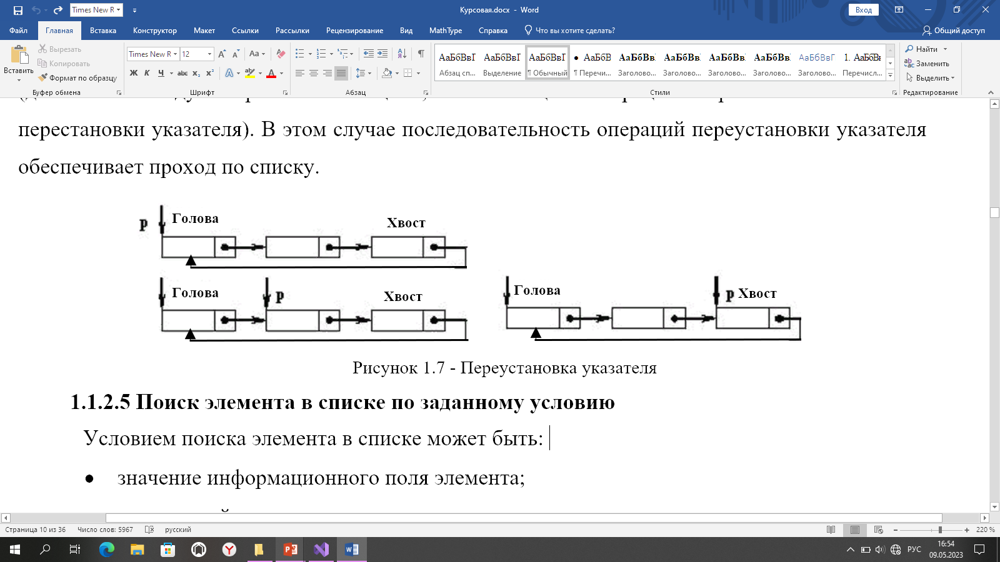 Times New R
Курсовая.docx - Word
Вход
Файл
Главная
Вставка
Конструктор
Макет
Ссылки
Рассылки
Рецензирование
Вид
MathType
Справка
Что вы хотите сделать?
Общий доступ
Вставить
Вырезать
Копировать
Формат по образцу
Буфер обмена
Times New R
12
Aa
Ж К Ч abc x₂ x²
Шрифт
Абзац
АаБбВвГ
Абзац сп...
АаБбВвГ
Выделение
АаБбВвГ
¶ Обычный
АаБбВ
¶ Перечи...
АаБбВв
Заголово...
АаБбВв
Заголово...
АаБбВв
Заголово...
АаБбВв
Заголово...
АаБбВвГ
Заголово...
1. АаБбВв
Перечисл...
Стили
Найти
Заменить
Выделить
Редактирование
перестановки указателя). В этом случае последовательность операций переустановки указателя
обеспечивает проход по списку.
p Голова Хвост
Голова p Хвост
Голова p Хвост
Рисунок 1.7 - Переустановка указателя
1.1.2.5 Поиск элемента в списке по заданному условию
Условием поиска элемента в списке может быть:
• значение информационного поля элемента;
Страница 10 из 36
Число слов: 5967
русский
220 %
РУС
16:54
09.05.2023